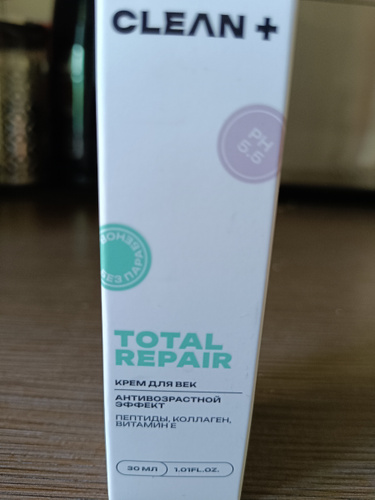 CLEAN +
PH
5.5
БЕЗ ПАРАБЕНОВ
TOTAL
REPAIR
КРЕМ ДЛЯ ВЕК
АНТИВОЗРАСТНОЙ
ЭФФЕКТ
ПЕПТИДЫ, КОЛЛАГЕН,
ВИТАМИН Е
30 МЛ 1.01FL.OZ.